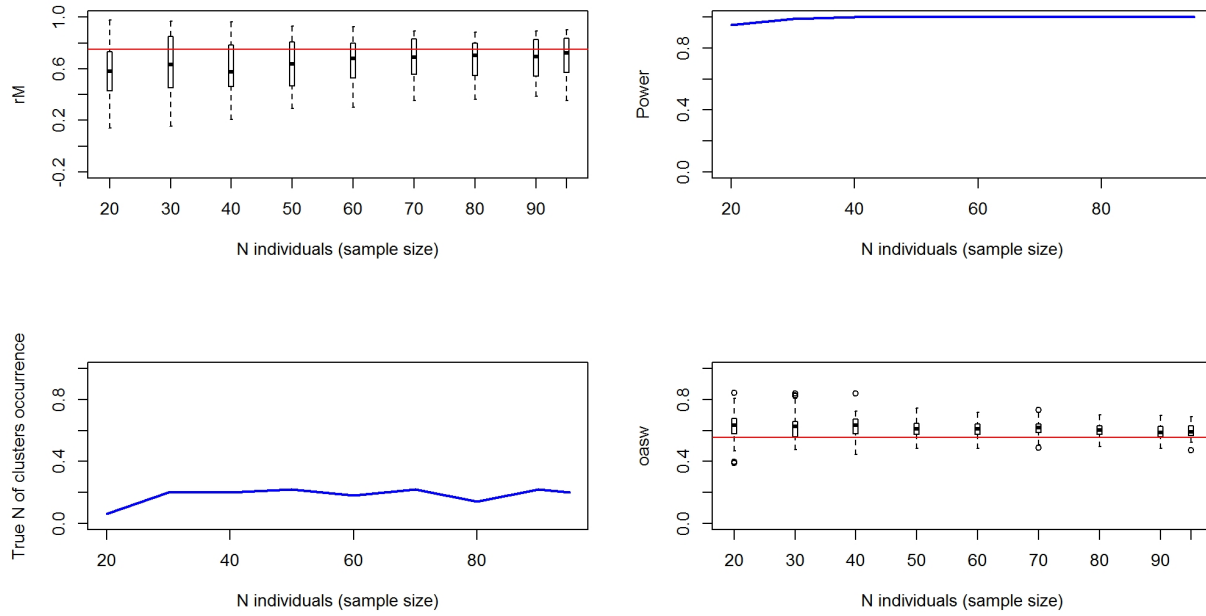 rM
1.0
0.6
0.2
-0.2
20 30 40 50 60 70 80 90
N individuals (sample size)
Power
0.8
0.4
0.0
20 40 60 80
N individuals (sample size)
True N of clusters occurrence
0.8
0.4
0.0
20 40 60 80
N individuals (sample size)
oasw
0.8
0.4
0.0
20 30 40 50 60 70 80 90
N individuals (sample size)